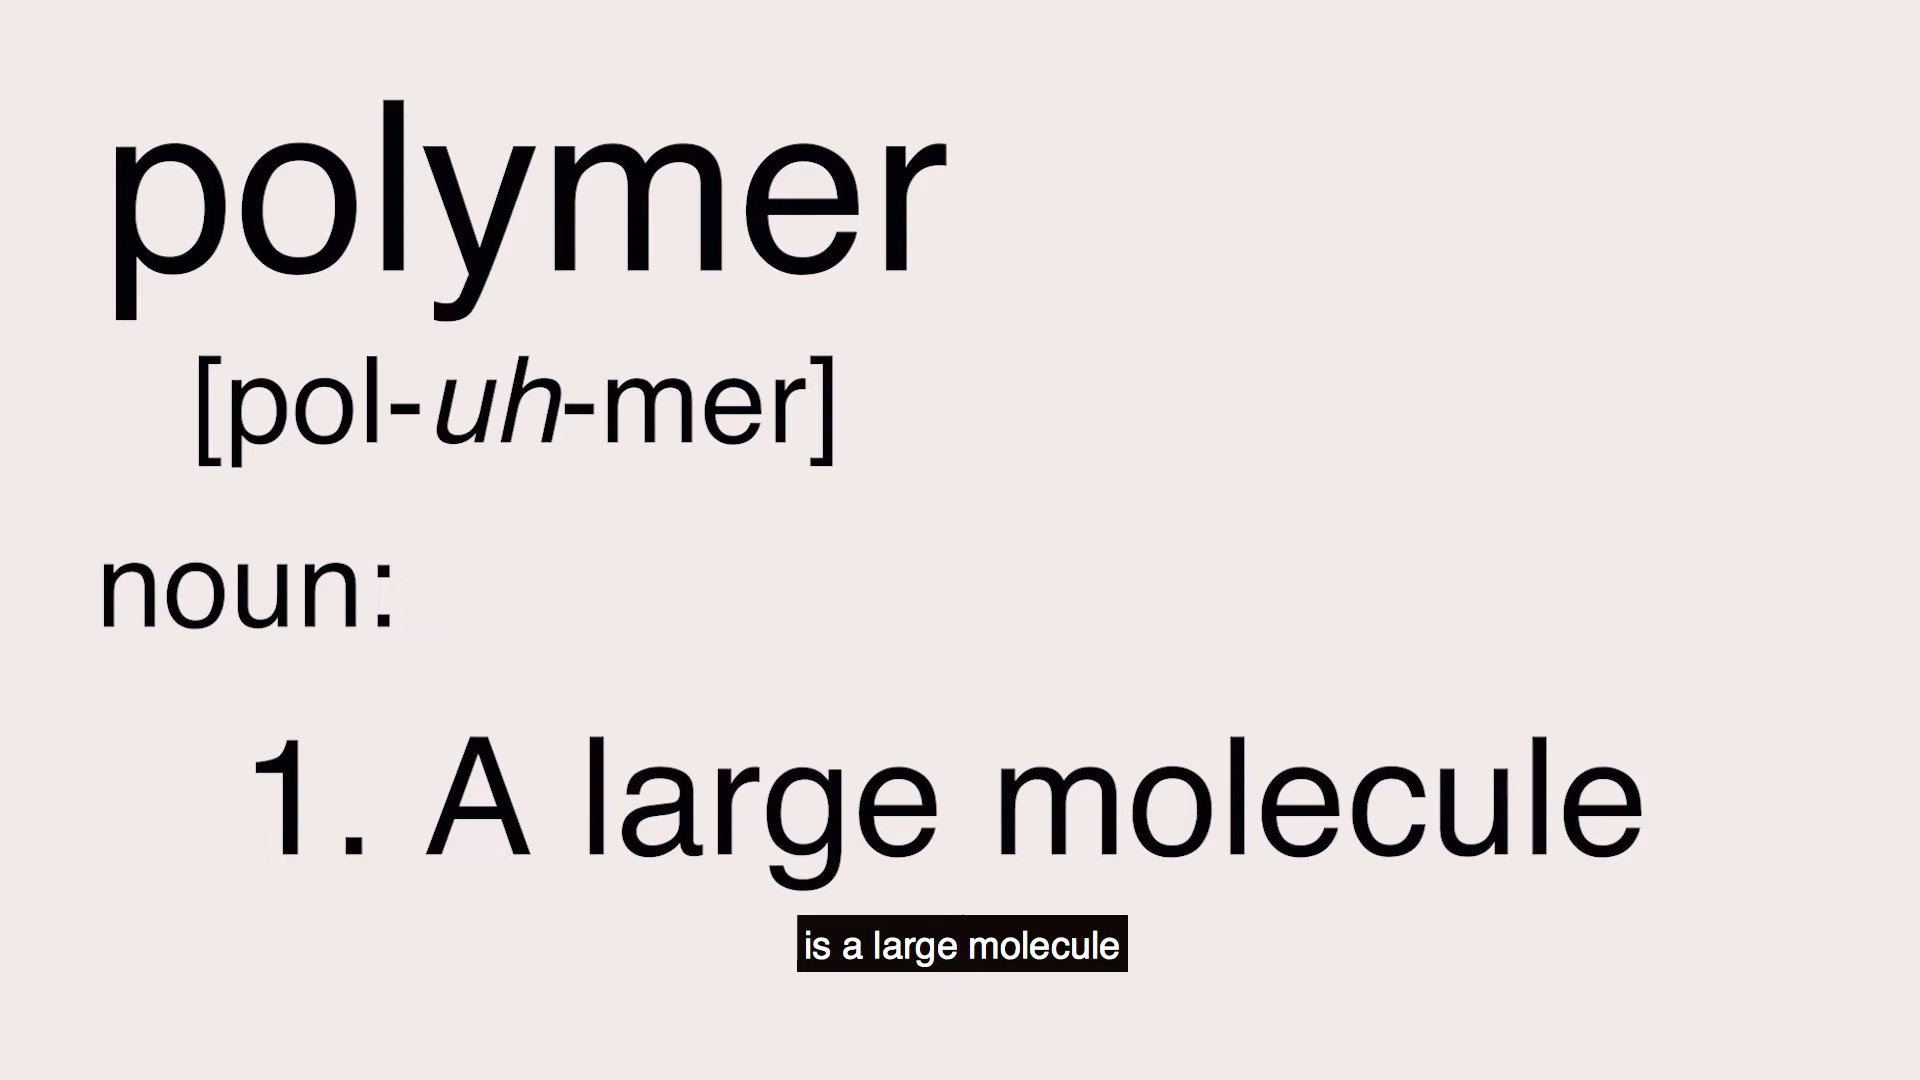 polymer
[pol-uh-mer]
noun:
1. A large molecule
is a large molecule